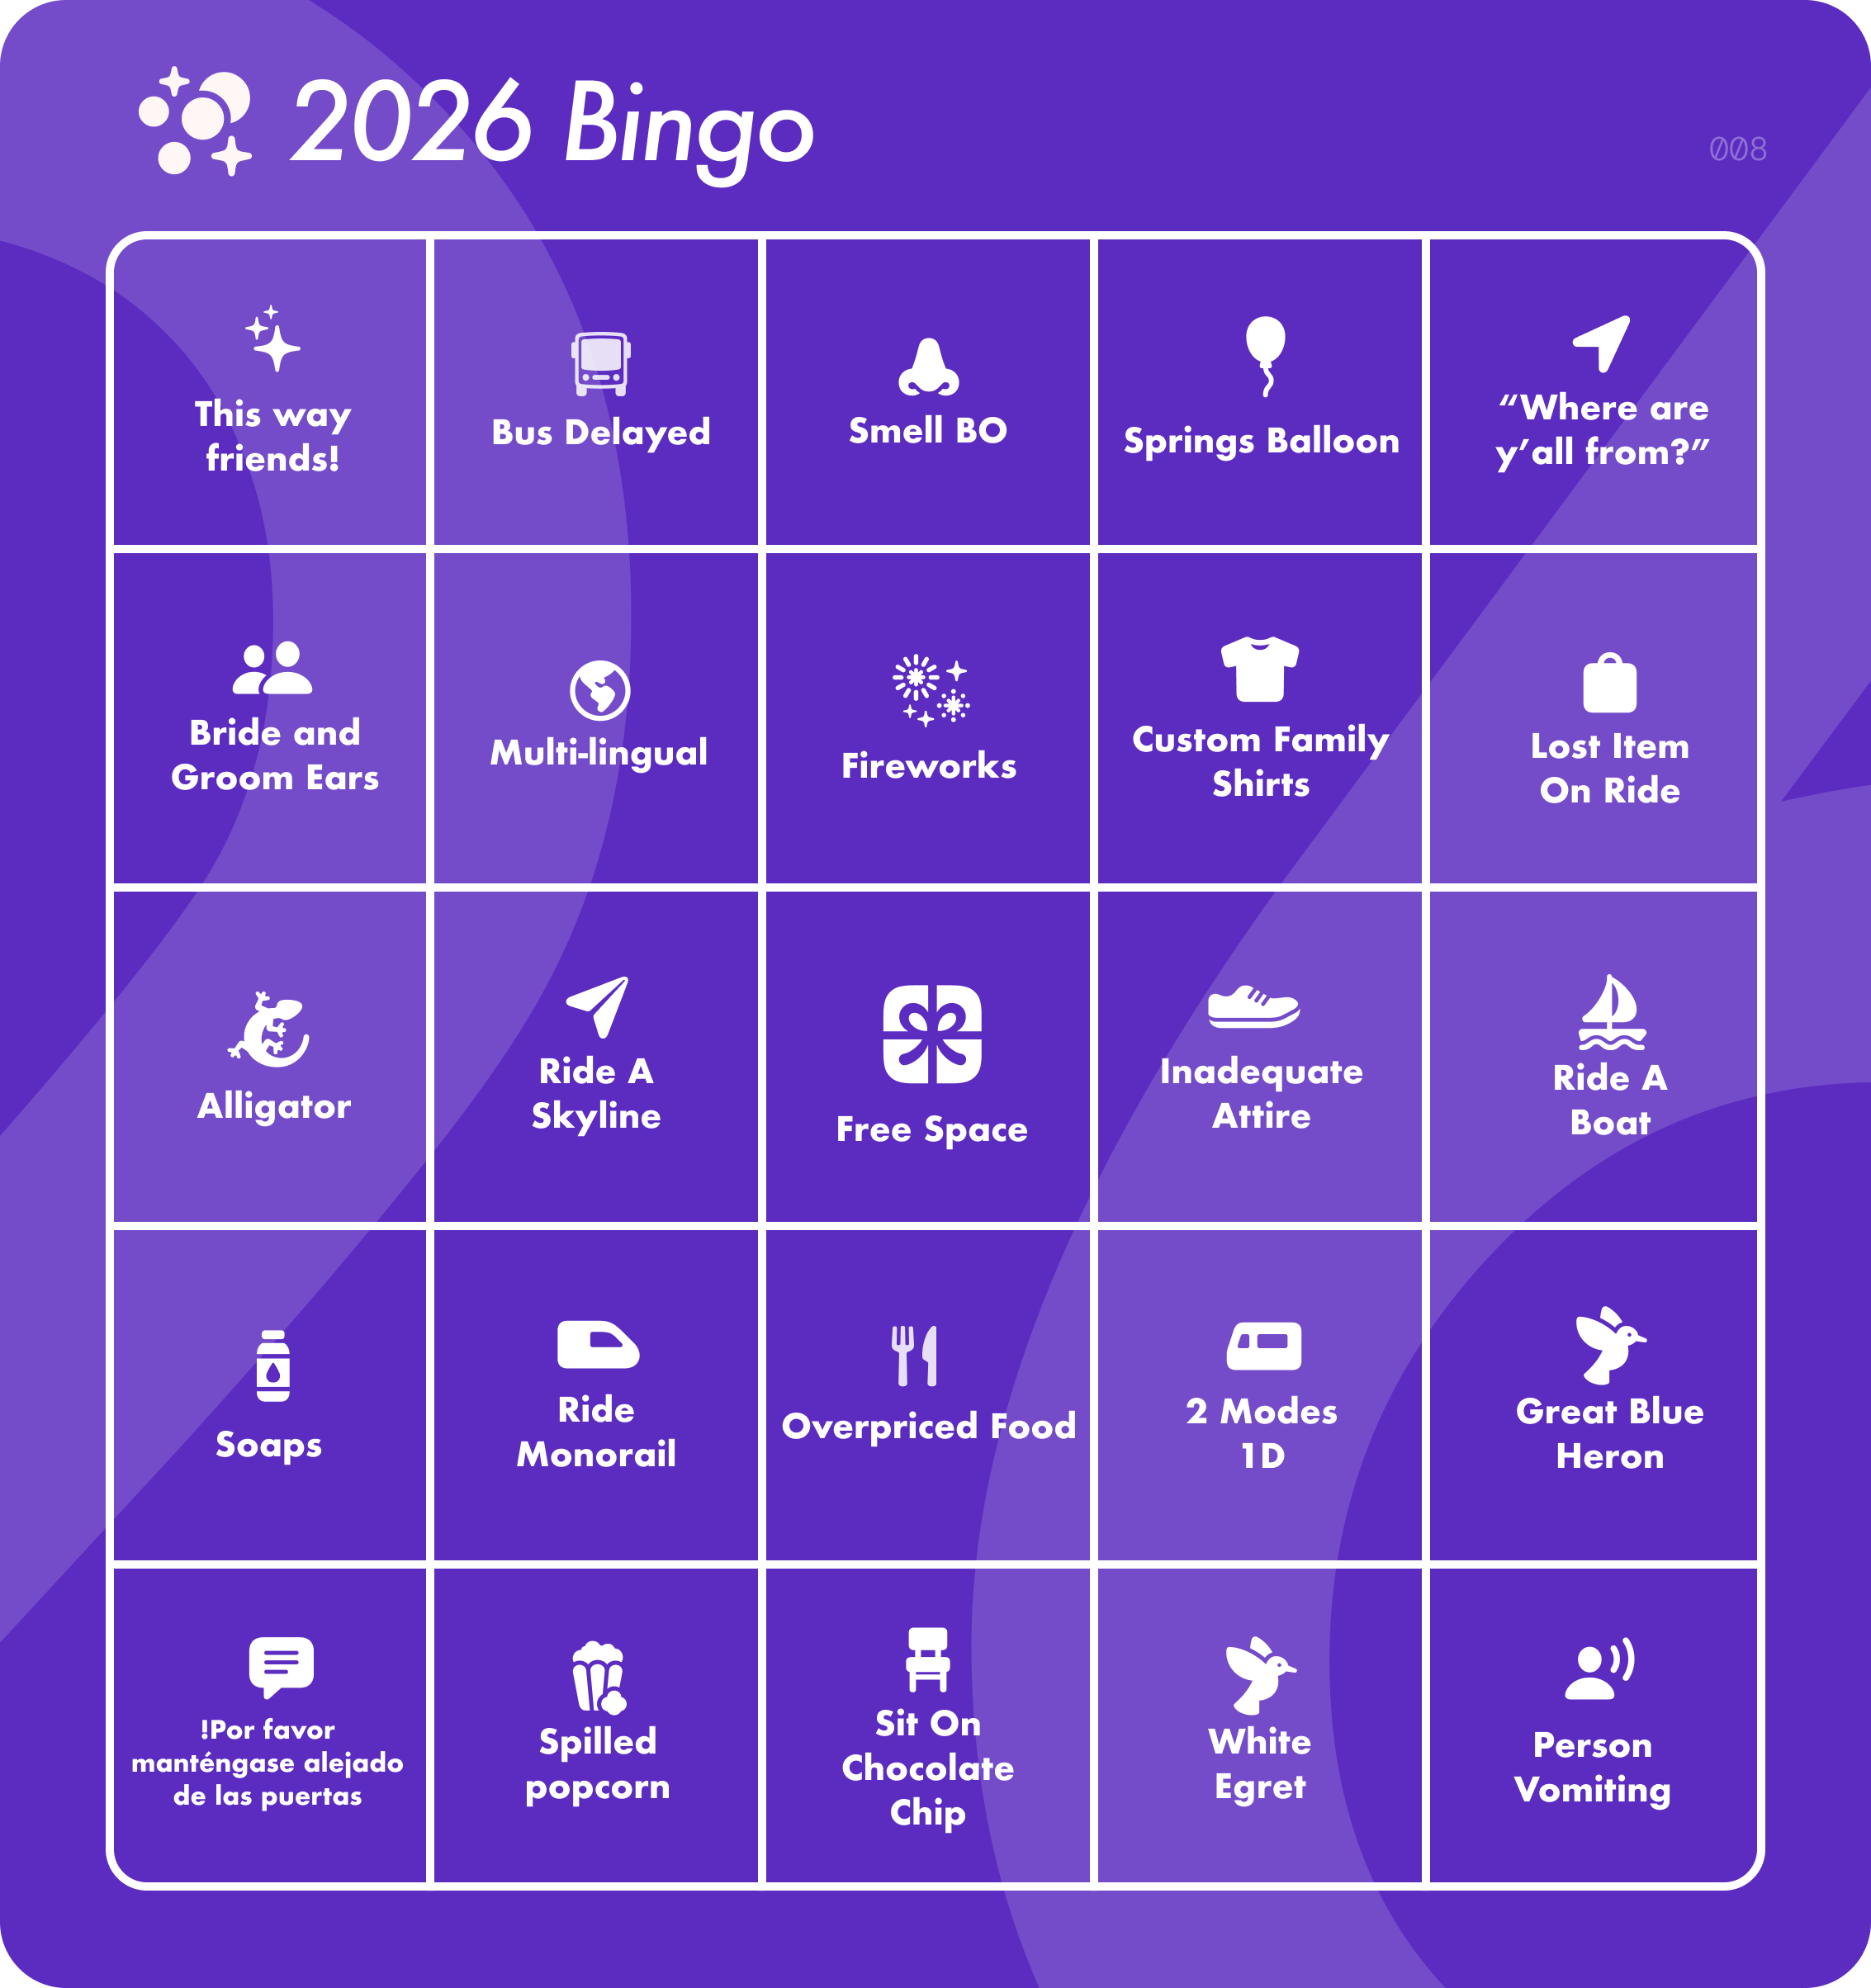 2026 Bingo
008
This way
friends!
Bus Delayed
Smell BO
Springs Balloon
“Where are
y’all from?”
Bride and
Groom Ears
Multi-lingual
Fireworks
Custom Family
Shirts
Lost Item
On Ride
Alligator
Ride A
Skyline
Free Space
Inadequate
Attire
Ride A
Boat
Soaps
Ride
Monorail
Overpriced Food
2 Modes
1D
Great Blue
Heron
!Por favor
manténgase alejado
de las puertas
Spilled
popcorn
Sit On
Chocolate
Chip
White
Egret
Person
Vomiting